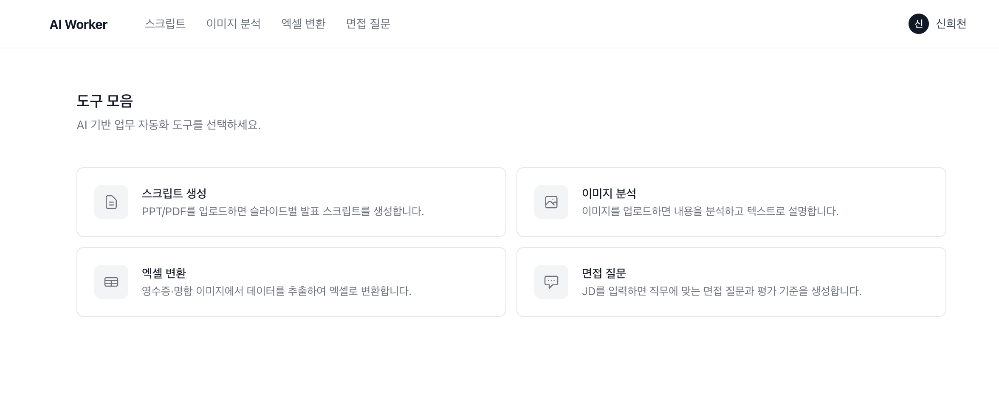 AI Worker
스크립트
이미지 분석
엑셀 변환
면접 질문
신
신희천
도구 모음
AI 기반 업무 자동화 도구를 선택하세요.
스크립트 생성
PPT/PDF를 업로드하면 슬라이드별 발표 스크립트를 생성합니다.
이미지 분석
이미지를 업로드하면 내용을 분석하고 텍스트로 설명합니다.
엑셀 변환
영수증·명함 이미지에서 데이터를 추출하여 엑셀로 변환합니다.
면접 질문
JD를 입력하면 직무에 맞는 면접 질문과 평가 기준을 생성합니다.